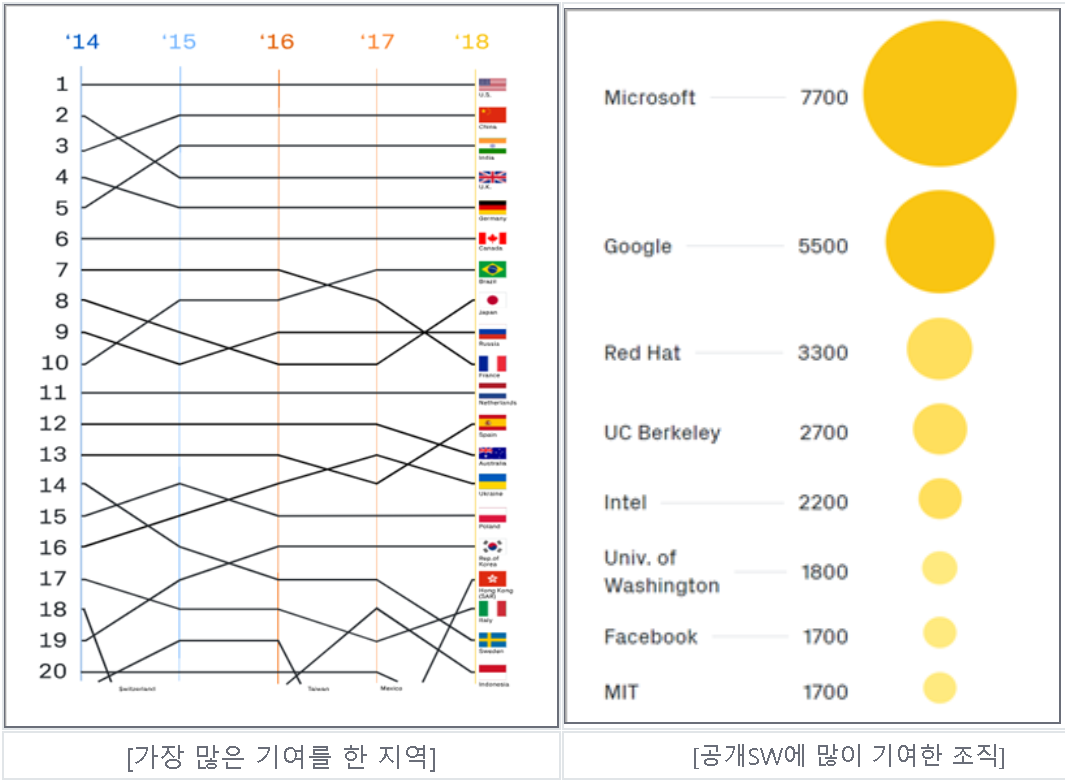 ‘14 ‘15 ‘16 ‘17 ‘18
1
U.S.
2
China
3
India
4
U.K.
5
Germany
6
Canada
7
Brazil
8
Japan
9
Russia
10
France
11
Netherlands
12
Spain
13
Australia
14
Ukraine
15
Poland
16
Rep.of
Korea
17
Hong Kong
(SAR)
18
Italy
19
Sweden
20
Indonesia
Switzerland Taiwan Mexico
[가장 많은 기여를 한 지역]
Microsoft 7700
Google 5500
Red Hat 3300
UC Berkeley 2700
Intel 2200
Univ. of
Washington 1800
Facebook 1700
MIT 1700
[공개SW에 많이 기여한 조직]